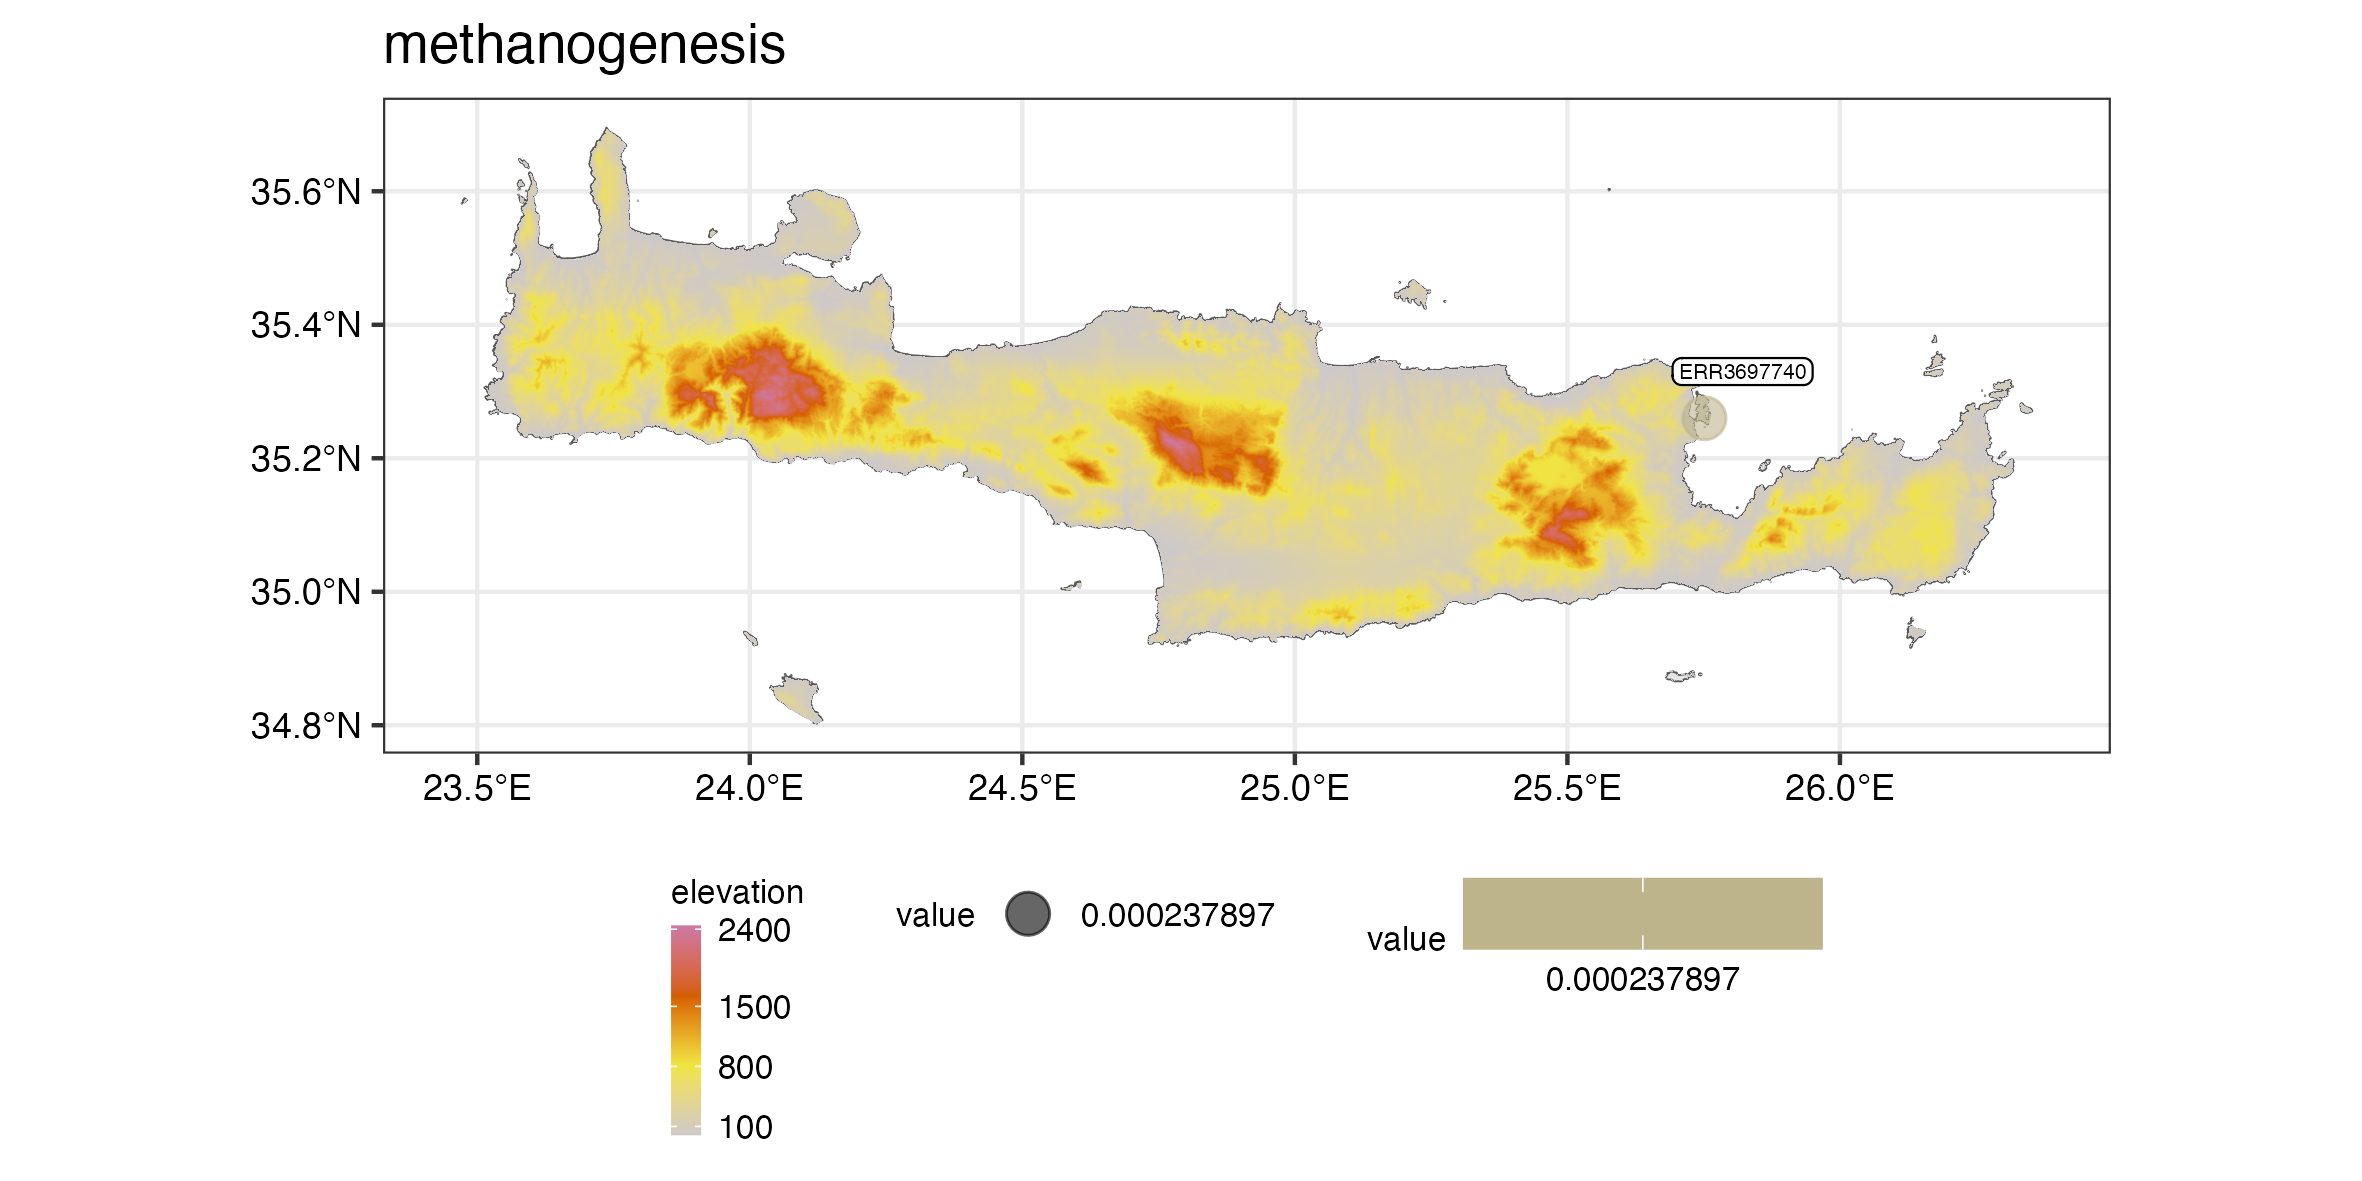 methanogenesis
35.6°N
35.4°N
35.2°N
35.0°N
34.8°N
ERR3697740
23.5°E 24.0°E 24.5°E 25.0°E 25.5°E 26.0°E
elevation
2400
1500
800
100
value 0.000237897
value
0.000237897